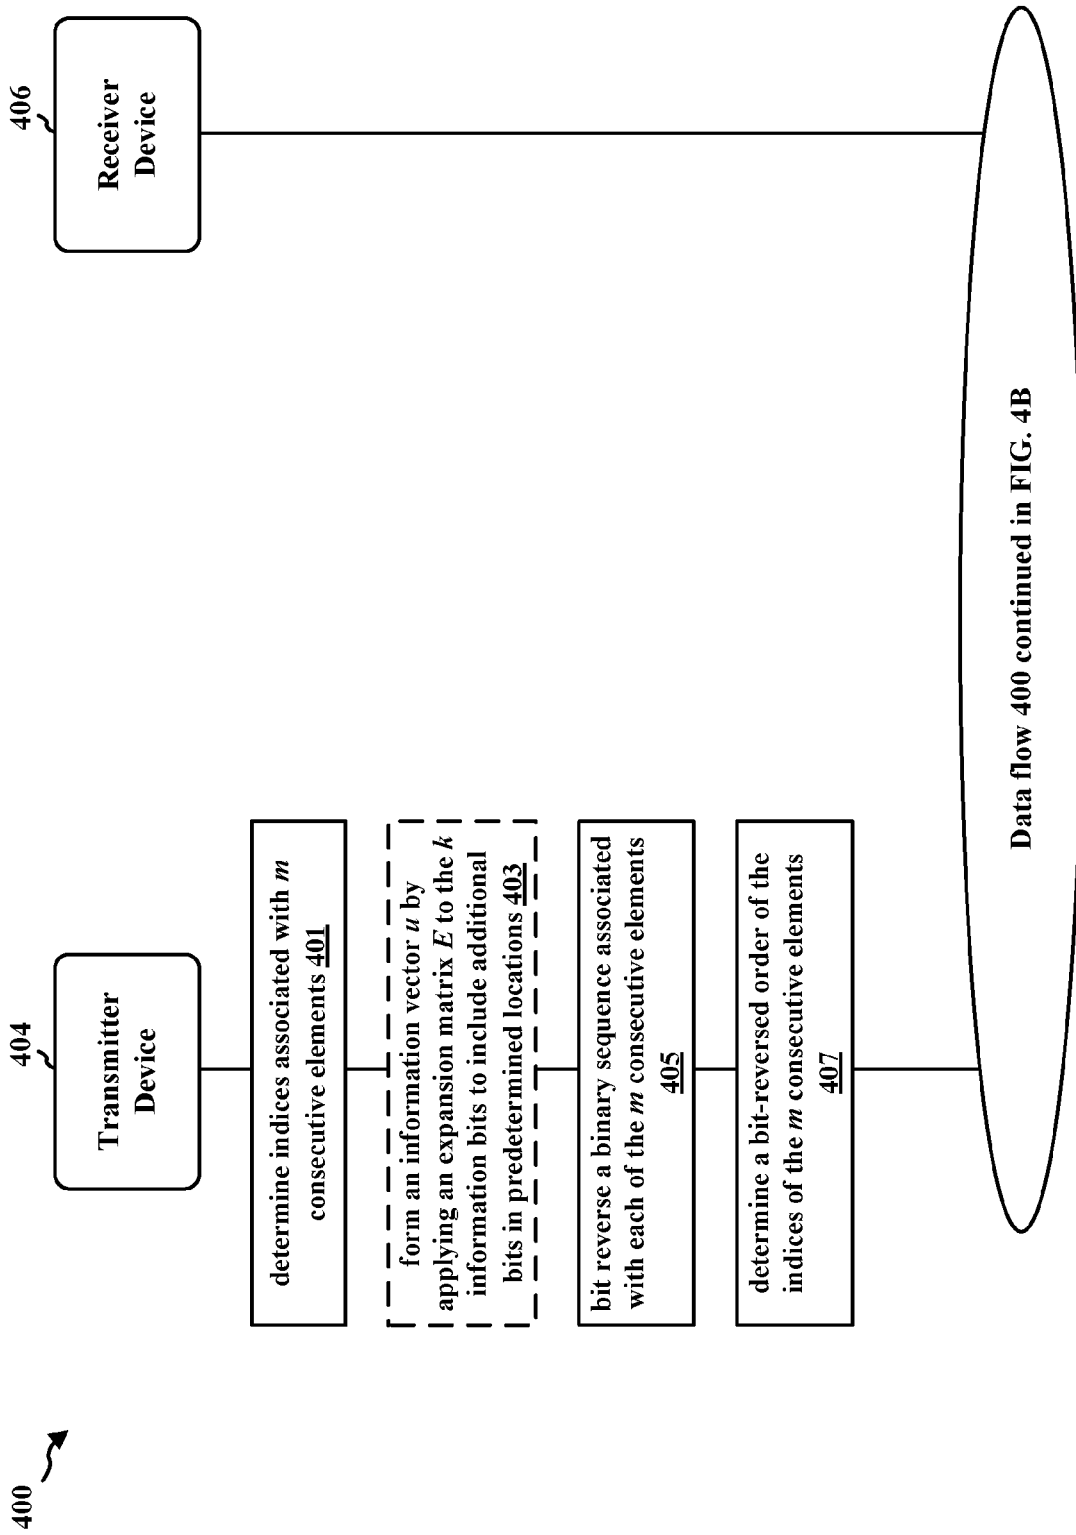 400
404
Transmitter
Device
406
Receiver
Device
determine indices associated with m
consecutive elements 401
form an information vector u by
applying an expansion matrix E to the k
information bits to include additional
bits in predetermined locations 403
bit reverse a binary sequence associated
with each of the m consecutive elements
405
determine a bit-reversed order of the
indices of the m consecutive elements
407
Data flow 400 continued in FIG. 4B